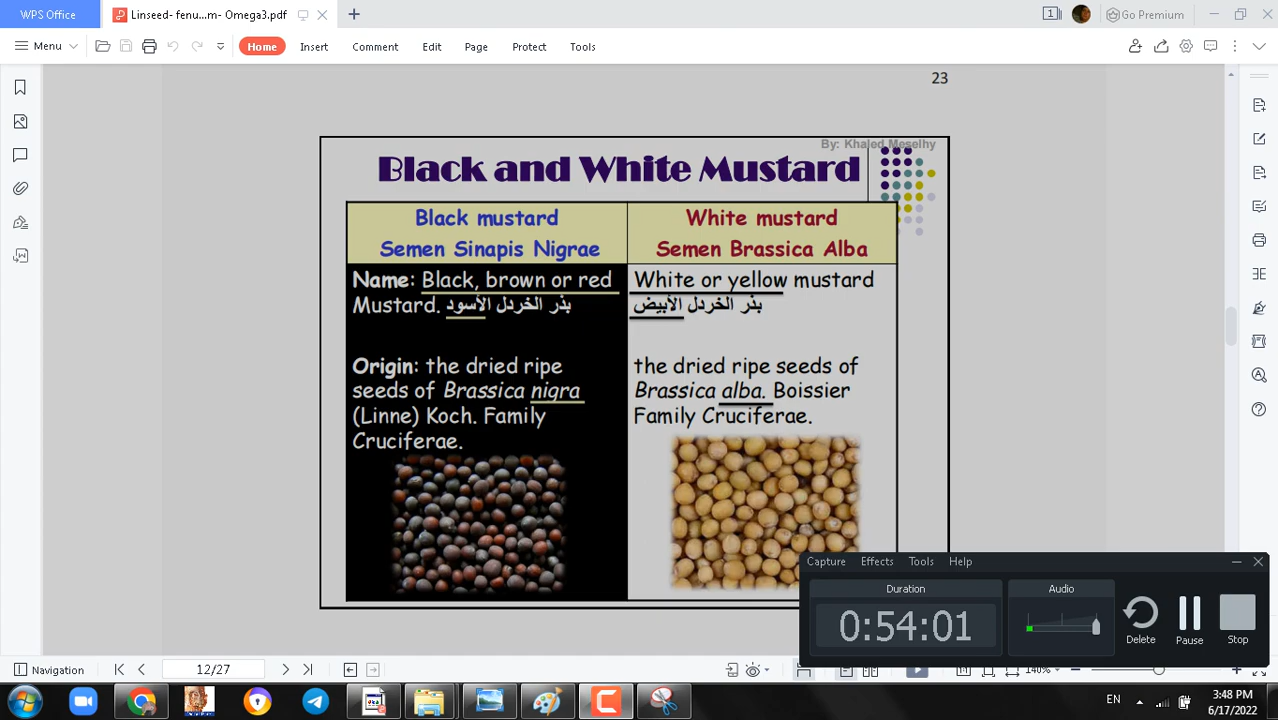 WPS Office
Linseed- fenu...m- Omega3.pdf
1
Go Premium
Menu
Home
Insert
Comment
Edit
Page
Protect
Tools
23
By: Khaled Meselhy
Black and White Mustard
Black mustard
Semen Sinapis Nigrae
White mustard
Semen Brassica Alba
Name: Black, brown or red
Mustard. بذر الخردل الأسود
Origin: the dried ripe
seeds of Brassica nigra
(Linne) Koch. Family
Cruciferae.
White or yellow mustard
بذر الخردل الأبيض
the dried ripe seeds of
Brassica alba. Boissier
Family Cruciferae.
Capture Effects Tools Help
Duration
0:54:01
Audio
Delete
Pause
Stop
Navigation
12/27
140%
EN
3:48 PM
6/17/2022